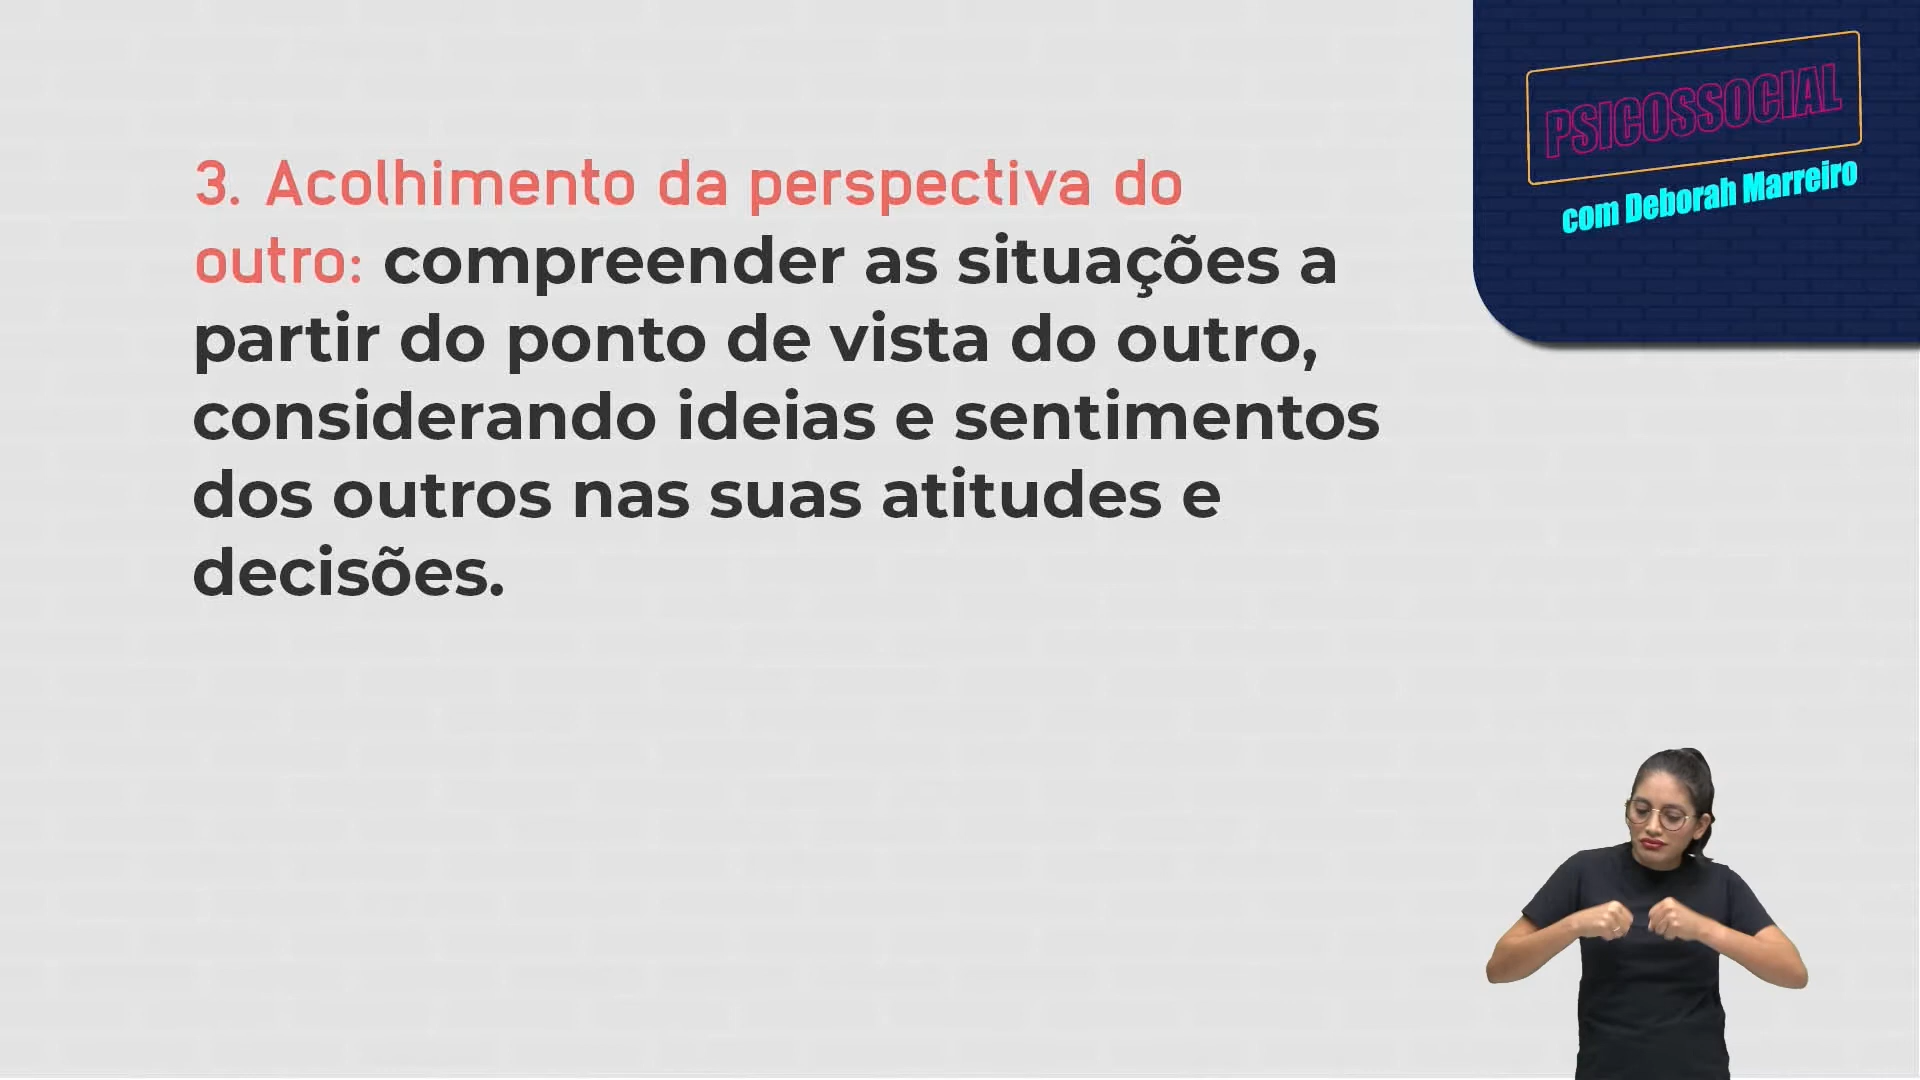 3. Acolhimento da perspectiva do
outro: compreender as situações a
partir do ponto de vista do outro,
considerando ideias e sentimentos
dos outros nas suas atitudes e
decisões.
PSICOSSOCIAL
com Deborah Marreiro